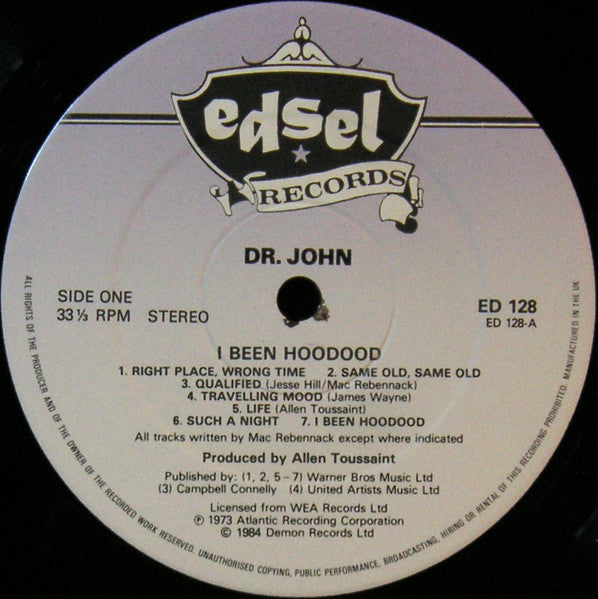 edsel
RECORDS
DR. JOHN
SIDE ONE
33⅓ RPM STEREO
ED 128
ED 128-A
I BEEN HOODOOD
1. RIGHT PLACE, WRONG TIME 2. SAME OLD, SAME OLD
3. QUALIFIED (Jesse Hill/Mac Rebennack)
4. TRAVELLING MOOD (James Wayne)
5. LIFE (Allen Toussaint)
6. SUCH A NIGHT 7. I BEEN HOODOOD
All tracks written by Mac Rebennack except where indicated
Produced by Allen Toussaint
Published by: (1, 2, 5–7) Warner Bros Music Ltd
(3) Campbell Connelly (4) United Artists Music Ltd
Licensed from WEA Records Ltd
℗ 1973 Atlantic Recording Corporation
© 1984 Demon Records Ltd
ALL RIGHTS OF THE PRODUCER AND OF THE OWNER OF THE RECORDED WORK RESERVED. UNAUTHORISED COPYING, PUBLIC PERFORMANCE, BROADCASTING, HIRING OR RENTAL OF THIS RECORDING PROHIBITED. MANUFACTURED IN THE UK